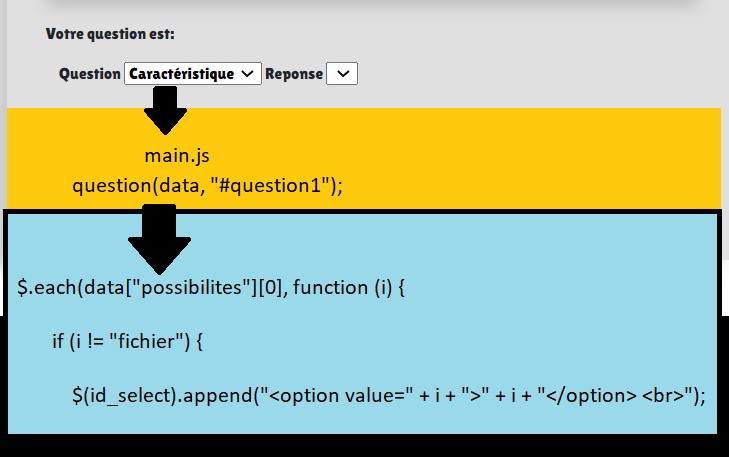 Votre question est:
Question Caractéristique Reponse
main.js
question(data, "#question1");
$.each(data["possibilites"][0], function (i) {
if (i != "fichier") {
$(id_select).append("<option value=" + i + ">" + i + "</option> <br>");